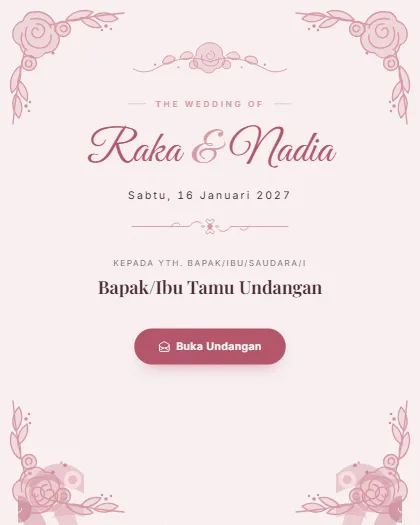 THE WEDDING OF
Raka & Nadia
Sabtu, 16 Januari 2027
KEPADA YTH. BAPAK/IBU/SAUDARA/I
Bapak/Ibu Tamu Undangan
Buka Undangan